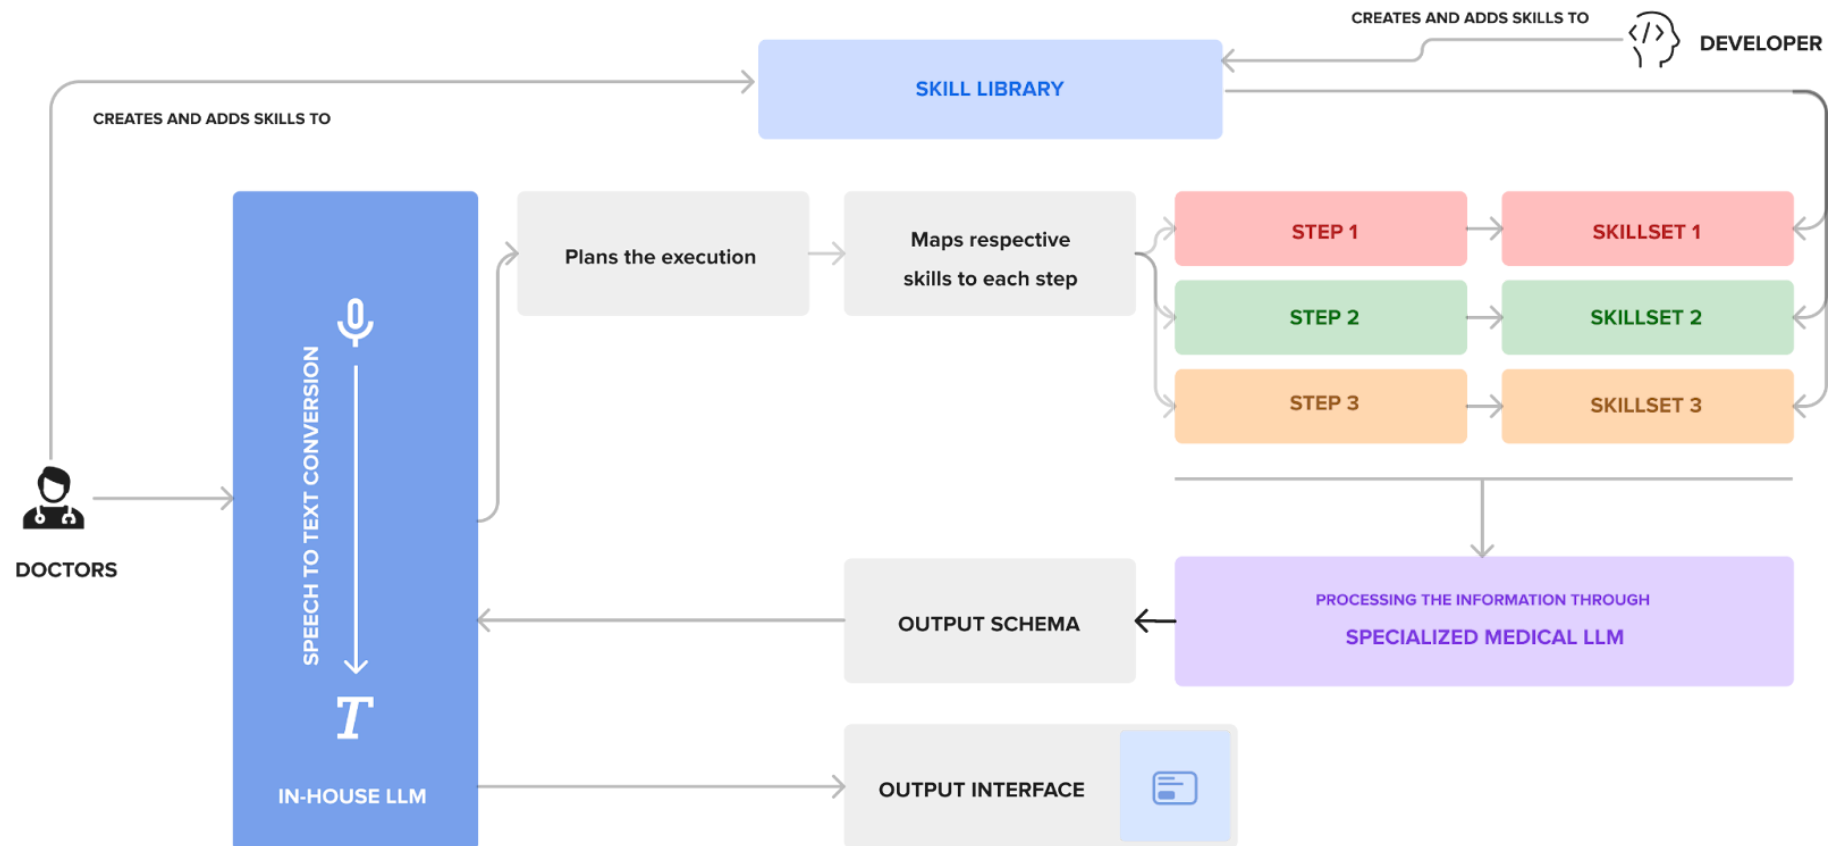 CREATES AND ADDS SKILLS TO
DEVELOPER
SKILL LIBRARY
CREATES AND ADDS SKILLS TO
Plans the execution
Maps respective
skills to each step
STEP 1
SKILLSET 1
STEP 2
SKILLSET 2
STEP 3
SKILLSET 3
SPEECH TO TEXT CONVERSION
DOCTORS
T
IN-HOUSE LLM
PROCESSING THE INFORMATION THROUGH
SPECIALIZED MEDICAL LLM
OUTPUT SCHEMA
OUTPUT INTERFACE